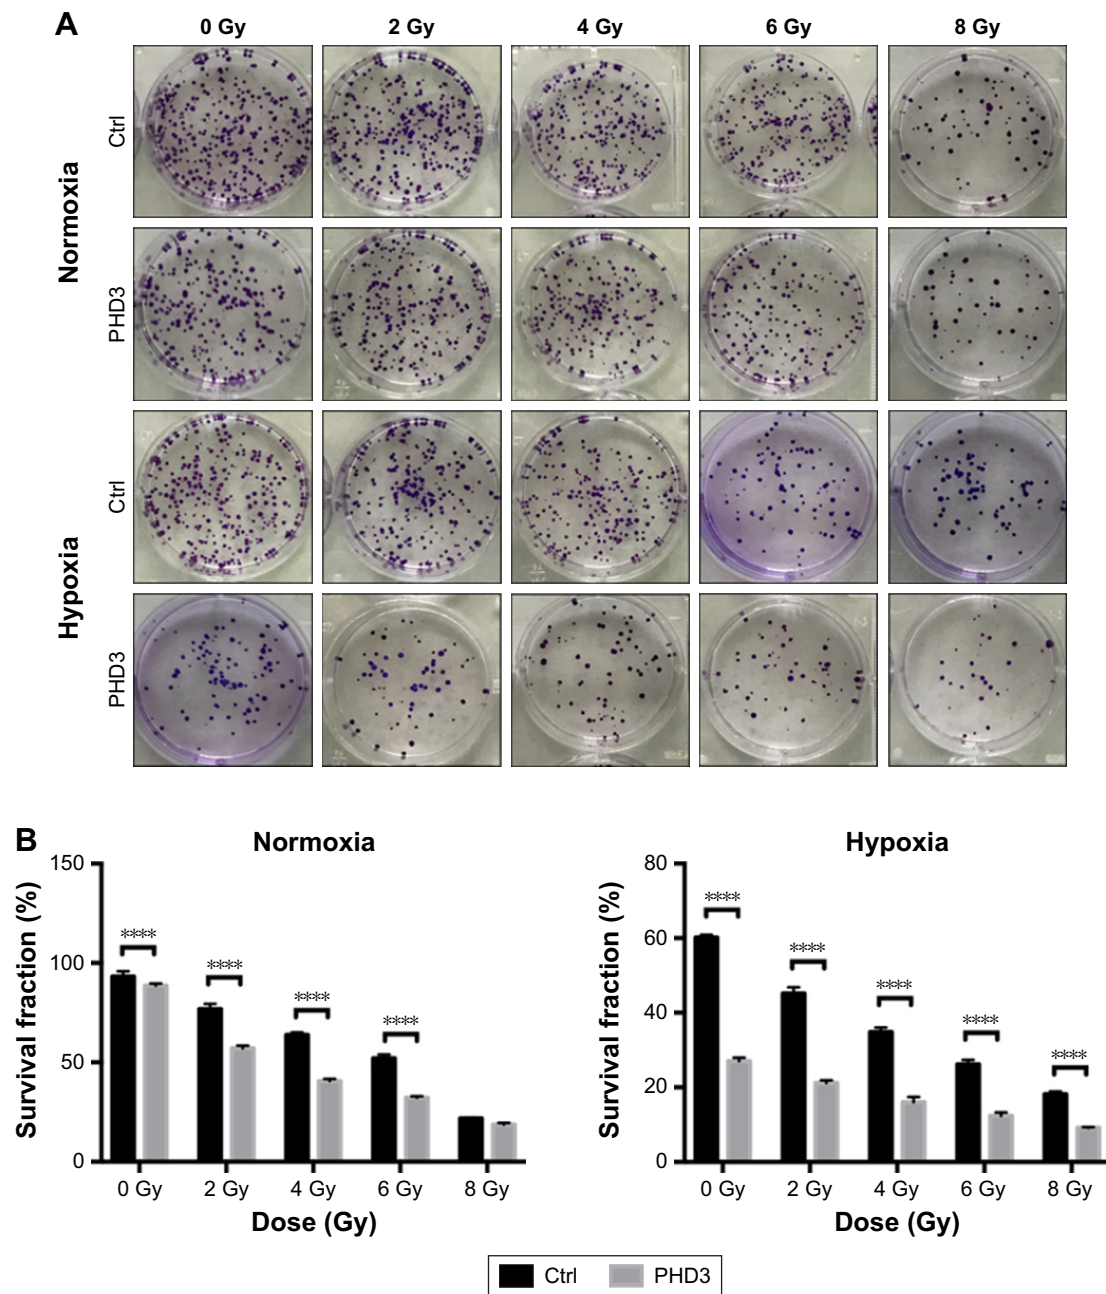 A
0 Gy 2 Gy 4 Gy 6 Gy 8 Gy
Normoxia
Ctrl
PHD3
Hypoxia
Ctrl
PHD3
B
Normoxia
Survival fraction (%)
150
100
50
0
**** **** **** ****
0 Gy 2 Gy 4 Gy 6 Gy 8 Gy
Dose (Gy)
Hypoxia
Survival fraction (%)
80
60
40
20
0
**** **** **** **** ****
0 Gy 2 Gy 4 Gy 6 Gy 8 Gy
Dose (Gy)
Ctrl PHD3